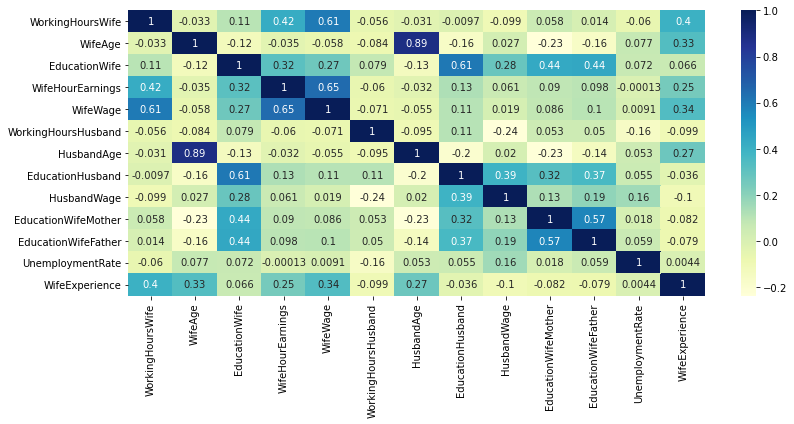 WorkingHoursWife 1 -0.033 0.11 0.42 0.61 -0.056 -0.031 -0.0097 -0.099 0.058 0.014 -0.06 0.4
WifeAge -0.033 1 -0.12 -0.035 -0.058 -0.084 0.89 -0.16 0.027 -0.23 -0.16 0.077 0.33
EducationWife 0.11 -0.12 1 0.32 0.27 0.079 -0.13 0.61 0.28 0.44 0.44 0.072 0.066
WifeHourEarnings 0.42 -0.035 0.32 1 0.65 -0.06 -0.032 0.13 0.061 0.09 0.098 -0.00013 0.25
WifeWage 0.61 -0.058 0.27 0.65 1 -0.071 -0.055 0.11 0.019 0.086 0.1 0.0091 0.34
WorkingHoursHusband -0.056 -0.084 0.079 -0.06 -0.071 1 -0.095 0.11 -0.24 0.053 0.05 -0.16 -0.099
HusbandAge -0.031 0.89 -0.13 -0.032 -0.055 -0.095 1 -0.2 0.02 -0.23 -0.14 0.053 0.27
EducationHusband -0.0097 -0.16 0.61 0.13 0.11 0.11 -0.2 1 0.39 0.32 0.37 0.055 -0.036
HusbandWage -0.099 0.027 0.28 0.061 0.019 -0.24 0.02 0.39 1 0.13 0.19 0.16 -0.1
EducationWifeMother 0.058 -0.23 0.44 0.09 0.086 0.053 -0.23 0.32 0.13 1 0.57 0.018 -0.082
EducationWifeFather 0.014 -0.16 0.44 0.098 0.1 0.05 -0.14 0.37 0.19 0.57 1 0.059 -0.079
UnemploymentRate -0.06 0.077 0.072 -0.00013 0.0091 -0.16 0.053 0.055 0.16 0.018 0.059 1 0.0044
WifeExperience 0.4 0.33 0.066 0.25 0.34 -0.099 0.27 -0.036 -0.1 -0.082 -0.079 0.0044 1
WorkingHoursWife
WifeAge
EducationWife
WifeHourEarnings
WifeWage
WorkingHoursHusband
HusbandAge
EducationHusband
HusbandWage
EducationWifeMother
EducationWifeFather
UnemploymentRate
WifeExperience
1.0
0.8
0.6
0.4
0.2
0.0
−0.2